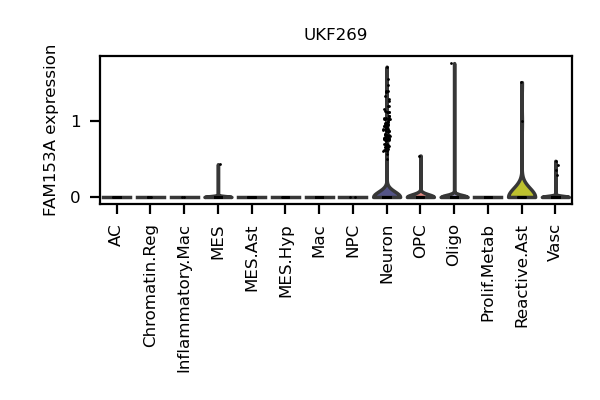 UKF269
FAM153A expression
1
0
AC
Chromatin.Reg
Inflammatory.Mac
MES
MES.Ast
MES.Hyp
Mac
NPC
Neuron
OPC
Oligo
Prolif.Metab
Reactive.Ast
Vasc